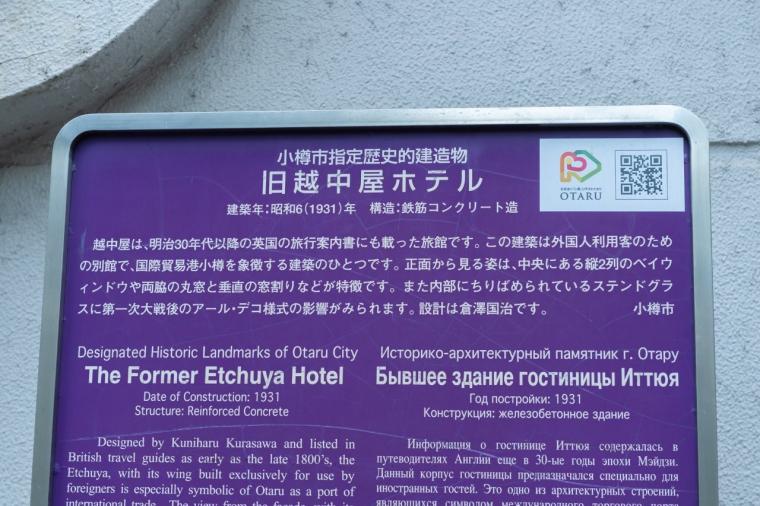 小樽市指定歴史的建造物
旧越中屋ホテル
建築年:昭和6(1931)年 構造:鉄筋コンクリート造
OTARU
越中屋は、明治30年代以降の英国の旅行案内書にも載った旅館です。この建築は外国人利用客のため
の別館で、国際貿易港小樽を象徴する建築のひとつです。正面から見る姿は、中央にある縦2列のベイウ
ィンドウや両脇の丸窓と垂直の窓割りなどが特徴です。また内部にちりばめられているステンドグラ
スに第一次大戦後のアール・デコ様式の影響がみられます。設計は倉澤国治です。 小樽市
Designated Historic Landmarks of Otaru City
The Former Etchuya Hotel
Date of Construction: 1931
Structure: Reinforced Concrete
Designed by Kuniharu Kurasawa and listed in
British travel guides as early as the late 1800's, the
Etchuya, with its wing built exclusively for use by
foreigners is especially symbolic of Otaru as a port of
international trade. The view from the facade, with its
Историко-архитектурный памятник г. Отару
Бывшее здание гостиницы Иттюя
Год постройки: 1931
Конструкция: железобетонное здание
Информация о гостинице Иттюя содержалась в
путеводителях Англии еще в 30-ые годы эпохи Мэйдзи.
Данный корпус гостиницы предназначался специально для
иностранных гостей. Это одно из архитектурных строений,
являющихся символом международного торгового порта